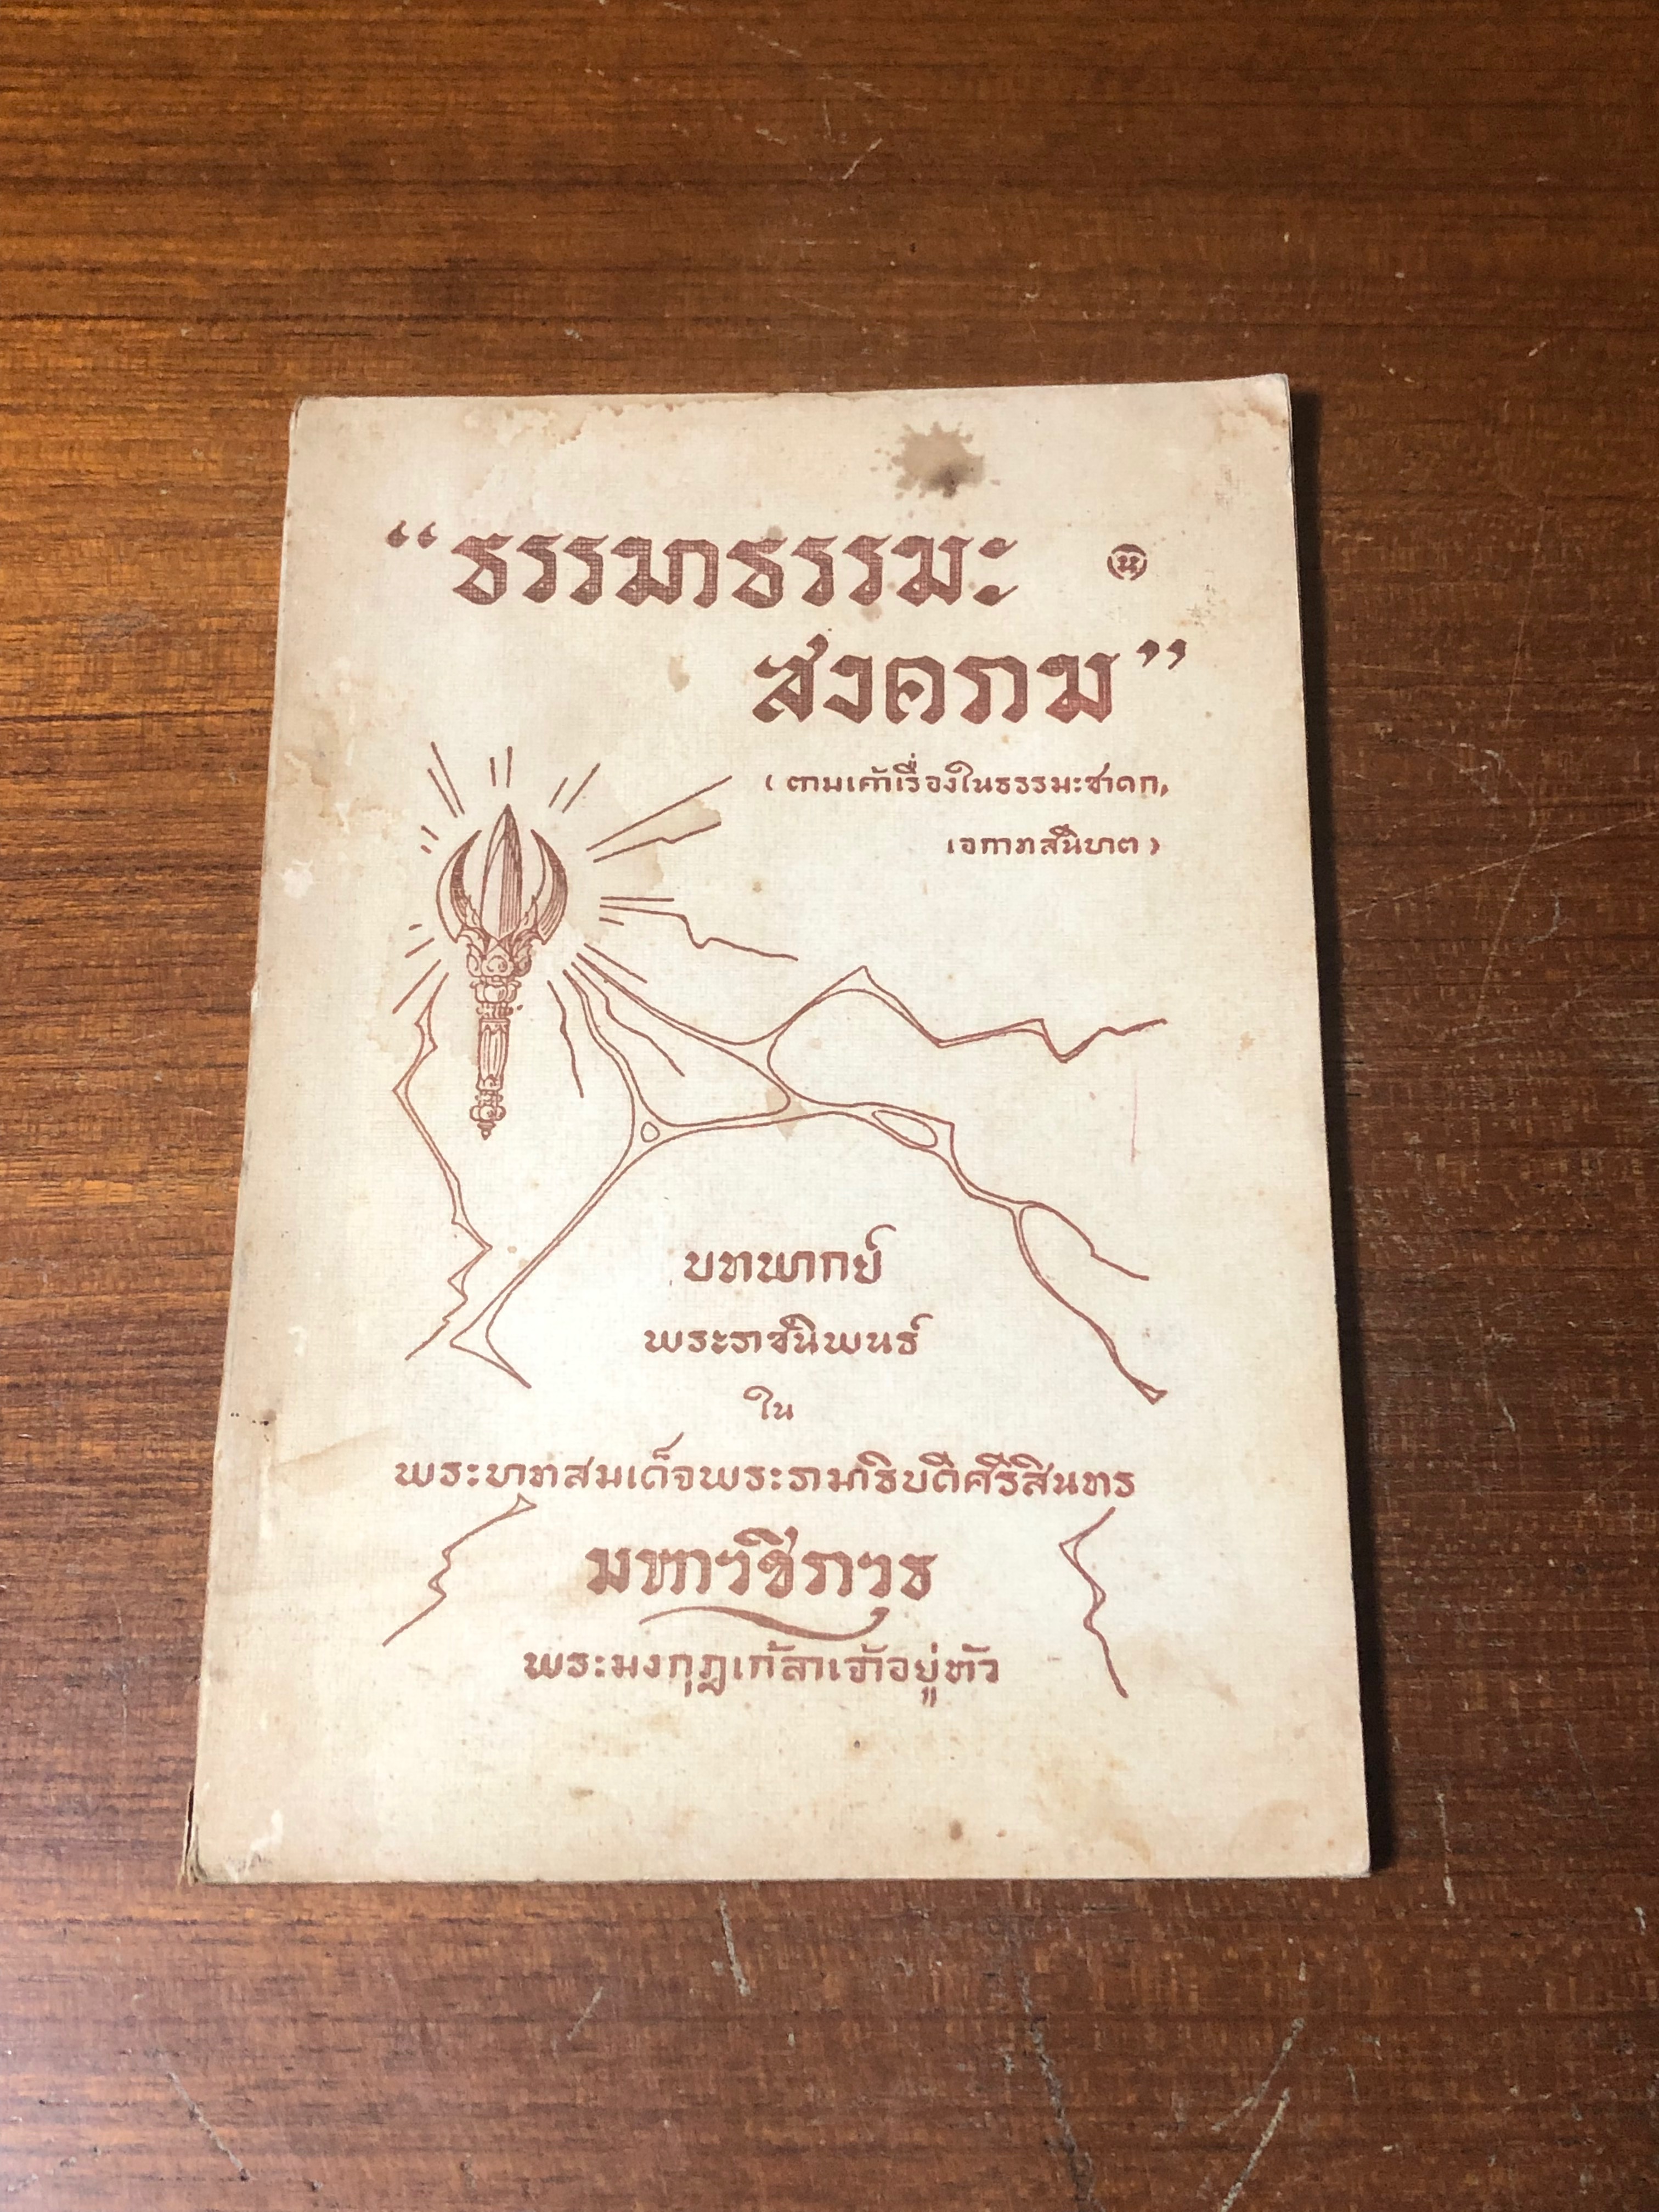 “ธรรมาธรรมะ
สงคราม”
(ตามเค้าเรื่องในธรรมะชาดก,
เอกาทสนิบาต)
บทพากย์
พระราชนิพนธ์
ใน
พระบาทสมเด็จพระรามาธิบดีศรีสินทร
มหาวชิราวุธ
พระมงกุฎเกล้าเจ้าอยู่หัว